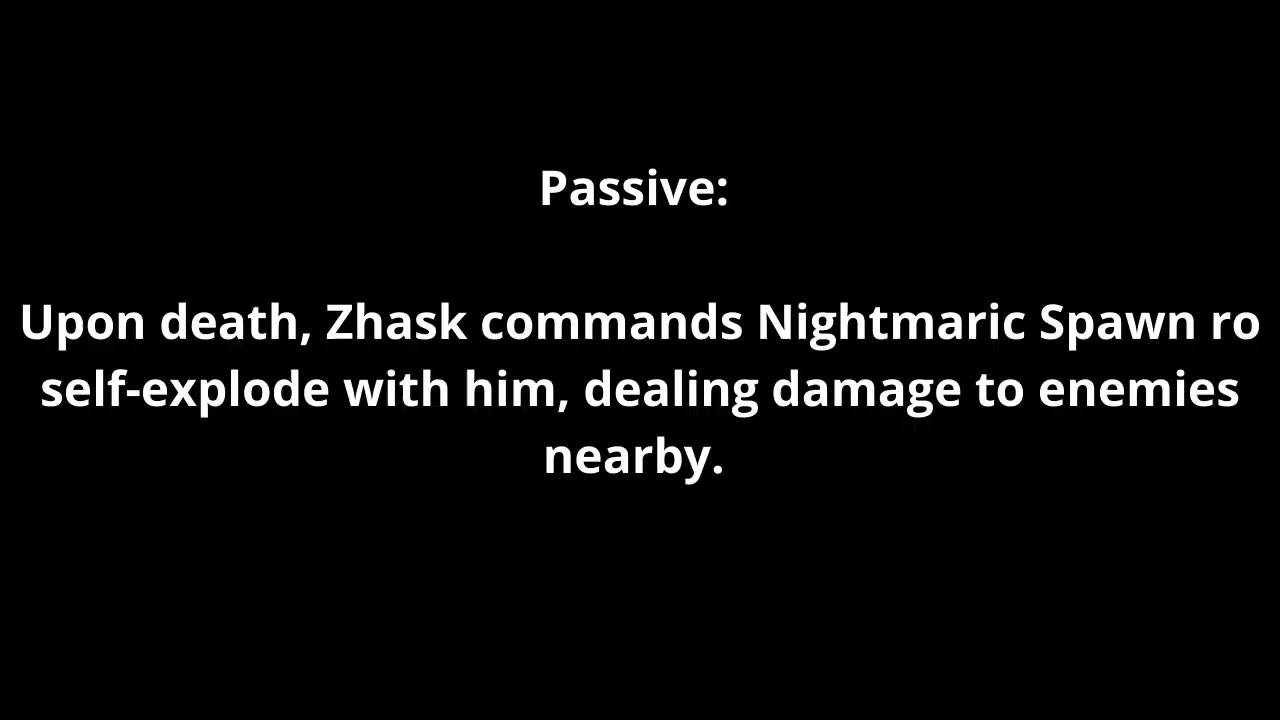 Passive:
Upon death, Zhask commands Nightmaric Spawn ro
self-explode with him, dealing damage to enemies
nearby.